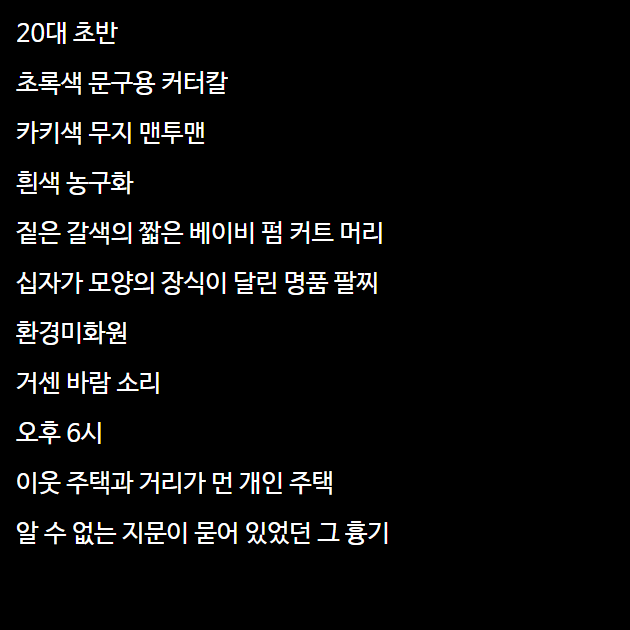 20대 초반
초록색 문구용 커터칼
카키색 무지 맨투맨
흰색 농구화
짙은 갈색의 짧은 베이비 펌 커트 머리
십자가 모양의 장식이 달린 명품 팔찌
환경미화원
거센 바람 소리
오후 6시
이웃 주택과 거리가 먼 개인 주택
알 수 없는 지문이 묻어 있었던 그 흉기